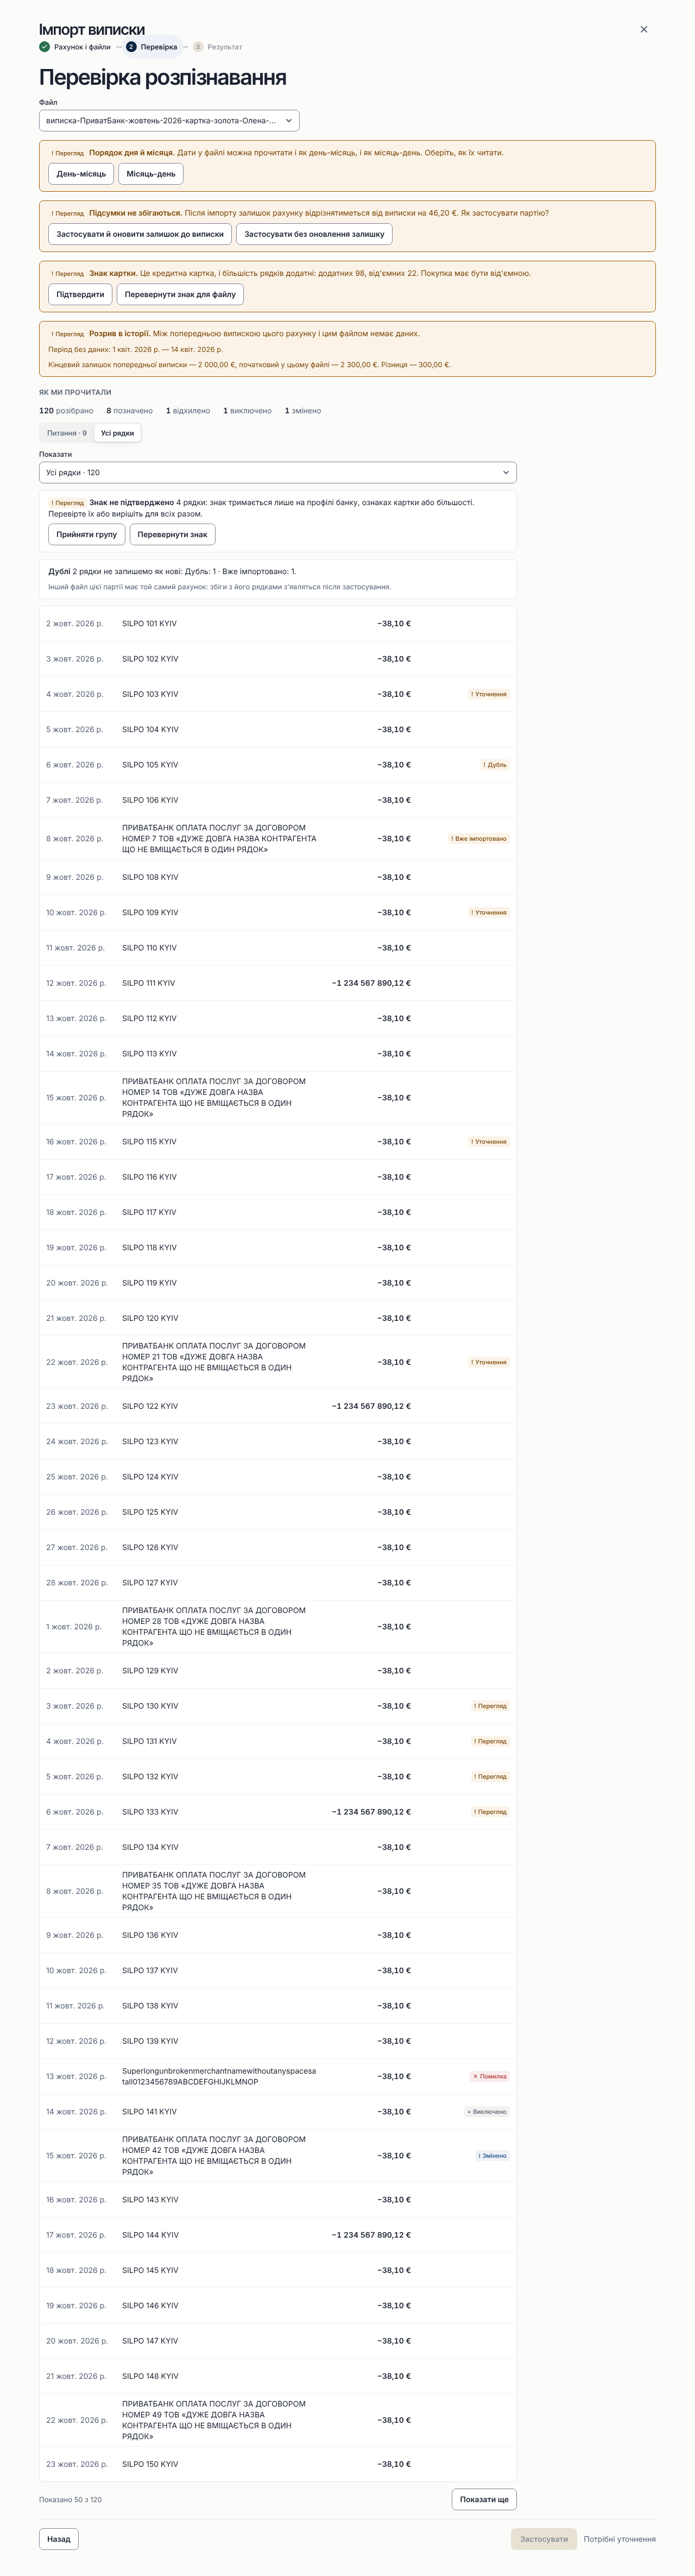 Імпорт виписки
Рахунок і файли — 2 Перевірка — 3 Результат
Перевірка розпізнавання
Файл
виписка-ПриватБанк-жовтень-2026-картка-золота-Олена-...
! Перегляд Порядок дня й місяця. Дати у файлі можна прочитати і як день-місяць, і як місяць-день. Оберіть, як їх читати.
День-місяць Місяць-день
! Перегляд Підсумки не збігаються. Після імпорту залишок рахунку відрізнятиметься від виписки на 46,20 €. Як застосувати партію?
Застосувати й оновити залишок до виписки Застосувати без оновлення залишку
! Перегляд Знак картки. Це кредитна картка, і більшість рядків додатні: додатних 98, від'ємних 22. Покупка має бути від'ємною.
Підтвердити Перевернути знак для файлу
! Перегляд Розрив в історії. Між попередньою випискою цього рахунку і цим файлом немає даних.
Період без даних: 1 квіт. 2026 р. — 14 квіт. 2026 р.
Кінцевий залишок попередньої виписки — 2 000,00 €, початковий у цьому файлі — 2 300,00 €. Різниця — 300,00 €.
ЯК МИ ПРОЧИТАЛИ
120 розібрано 8 позначено 1 відхилено 1 виключено 1 змінено
Питання · 9 Усі рядки
Показати
Усі рядки · 120
! Перегляд Знак не підтверджено 4 рядки: знак тримається лише на профілі банку, ознаках картки або більшості.
Перевірте їх або вирішіть для всіх разом.
Прийняти групу Перевернути знак
Дублі 2 рядки не запишемо як нові: Дубль: 1 · Вже імпортовано: 1.
Інший файл цієї партії має той самий рахунок: збіги з його рядками з'являться після застосування.
2 жовт. 2026 р. SILPO 101 KYIV −38,10 €
3 жовт. 2026 р. SILPO 102 KYIV −38,10 €
4 жовт. 2026 р. SILPO 103 KYIV −38,10 € ! Уточнення
5 жовт. 2026 р. SILPO 104 KYIV −38,10 €
6 жовт. 2026 р. SILPO 105 KYIV −38,10 € ! Дубль
7 жовт. 2026 р. SILPO 106 KYIV −38,10 €
ПРИВАТБАНК ОПЛАТА ПОСЛУГ ЗА ДОГОВОРОМ
8 жовт. 2026 р. НОМЕР 7 ТОВ «ДУЖЕ ДОВГА НАЗВА КОНТРАГЕНТА −38,10 € ! Вже імпортовано
ЩО НЕ ВМІЩАЄТЬСЯ В ОДИН РЯДОК»
9 жовт. 2026 р. SILPO 108 KYIV −38,10 €
10 жовт. 2026 р. SILPO 109 KYIV −38,10 € ! Уточнення
11 жовт. 2026 р. SILPO 110 KYIV −38,10 €
12 жовт. 2026 р. SILPO 111 KYIV −1 234 567 890,12 €
13 жовт. 2026 р. SILPO 112 KYIV −38,10 €
14 жовт. 2026 р. SILPO 113 KYIV −38,10 €
ПРИВАТБАНК ОПЛАТА ПОСЛУГ ЗА ДОГОВОРОМ
НОМЕР 14 ТОВ «ДУЖЕ ДОВГА НАЗВА
15 жовт. 2026 р. КОНТРАГЕНТА ЩО НЕ ВМІЩАЄТЬСЯ В ОДИН −38,10 €
РЯДОК»
16 жовт. 2026 р. SILPO 115 KYIV −38,10 € ! Уточнення
17 жовт. 2026 р. SILPO 116 KYIV −38,10 €
18 жовт. 2026 р. SILPO 117 KYIV −38,10 €
19 жовт. 2026 р. SILPO 118 KYIV −38,10 €
20 жовт. 2026 р. SILPO 119 KYIV −38,10 €
21 жовт. 2026 р. SILPO 120 KYIV −38,10 €
ПРИВАТБАНК ОПЛАТА ПОСЛУГ ЗА ДОГОВОРОМ
НОМЕР 21 ТОВ «ДУЖЕ ДОВГА НАЗВА
22 жовт. 2026 р. КОНТРАГЕНТА ЩО НЕ ВМІЩАЄТЬСЯ В ОДИН −38,10 € ! Уточнення
РЯДОК»
23 жовт. 2026 р. SILPO 122 KYIV −1 234 567 890,12 €
24 жовт. 2026 р. SILPO 123 KYIV −38,10 €
25 жовт. 2026 р. SILPO 124 KYIV −38,10 €
26 жовт. 2026 р. SILPO 125 KYIV −38,10 €
27 жовт. 2026 р. SILPO 126 KYIV −38,10 €
28 жовт. 2026 р. SILPO 127 KYIV −38,10 €
ПРИВАТБАНК ОПЛАТА ПОСЛУГ ЗА ДОГОВОРОМ
НОМЕР 28 ТОВ «ДУЖЕ ДОВГА НАЗВА
1 жовт. 2026 р. КОНТРАГЕНТА ЩО НЕ ВМІЩАЄТЬСЯ В ОДИН −38,10 €
РЯДОК»
2 жовт. 2026 р. SILPO 129 KYIV −38,10 €
3 жовт. 2026 р. SILPO 130 KYIV −38,10 € ! Перегляд
4 жовт. 2026 р. SILPO 131 KYIV −38,10 € ! Перегляд
5 жовт. 2026 р. SILPO 132 KYIV −38,10 € ! Перегляд
6 жовт. 2026 р. SILPO 133 KYIV −1 234 567 890,12 € ! Перегляд
7 жовт. 2026 р. SILPO 134 KYIV −38,10 €
ПРИВАТБАНК ОПЛАТА ПОСЛУГ ЗА ДОГОВОРОМ
НОМЕР 35 ТОВ «ДУЖЕ ДОВГА НАЗВА
8 жовт. 2026 р. КОНТРАГЕНТА ЩО НЕ ВМІЩАЄТЬСЯ В ОДИН −38,10 €
РЯДОК»
9 жовт. 2026 р. SILPO 136 KYIV −38,10 €
10 жовт. 2026 р. SILPO 137 KYIV −38,10 €
11 жовт. 2026 р. SILPO 138 KYIV −38,10 €
12 жовт. 2026 р. SILPO 139 KYIV −38,10 €
Superlongunbrokenmerchantnamewithoutanyspacesa
13 жовт. 2026 р. tall0123456789ABCDEFGHIJKLMNOP −38,10 € ✕ Помилка
14 жовт. 2026 р. SILPO 141 KYIV −38,10 € • Виключено
ПРИВАТБАНК ОПЛАТА ПОСЛУГ ЗА ДОГОВОРОМ
НОМЕР 42 ТОВ «ДУЖЕ ДОВГА НАЗВА
15 жовт. 2026 р. КОНТРАГЕНТА ЩО НЕ ВМІЩАЄТЬСЯ В ОДИН −38,10 € i Змінено
РЯДОК»
16 жовт. 2026 р. SILPO 143 KYIV −38,10 €
17 жовт. 2026 р. SILPO 144 KYIV −1 234 567 890,12 €
18 жовт. 2026 р. SILPO 145 KYIV −38,10 €
19 жовт. 2026 р. SILPO 146 KYIV −38,10 €
20 жовт. 2026 р. SILPO 147 KYIV −38,10 €
21 жовт. 2026 р. SILPO 148 KYIV −38,10 €
ПРИВАТБАНК ОПЛАТА ПОСЛУГ ЗА ДОГОВОРОМ
НОМЕР 49 ТОВ «ДУЖЕ ДОВГА НАЗВА
22 жовт. 2026 р. КОНТРАГЕНТА ЩО НЕ ВМІЩАЄТЬСЯ В ОДИН −38,10 €
РЯДОК»
23 жовт. 2026 р. SILPO 150 KYIV −38,10 €
Показано 50 з 120 Показати ще
Назад Застосувати Потрібні уточнення